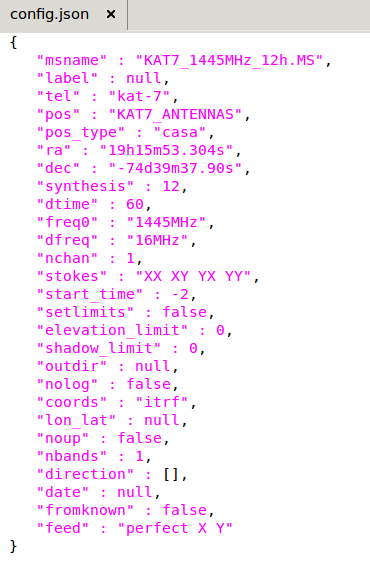 config.json ×
{
"msname" : "KAT7_1445MHz_12h.MS",
"label" : null,
"tel" : "kat-7",
"pos" : "KAT7_ANTENNAS",
"pos_type" : "casa",
"ra" : "19h15m53.304s",
"dec" : "-74d39m37.90s",
"synthesis" : 12,
"dtime" : 60,
"freq0" : "1445MHz",
"dfreq" : "16MHz",
"nchan" : 1,
"stokes" : "XX XY YX YY",
"start_time" : -2,
"setlimits" : false,
"elevation_limit" : 0,
"shadow_limit" : 0,
"outdir" : null,
"nolog" : false,
"coords" : "itrf",
"lon_lat" : null,
"noup" : false,
"nbands" : 1,
"direction" : [],
"date" : null,
"fromknown" : false,
"feed" : "perfect X Y"
}